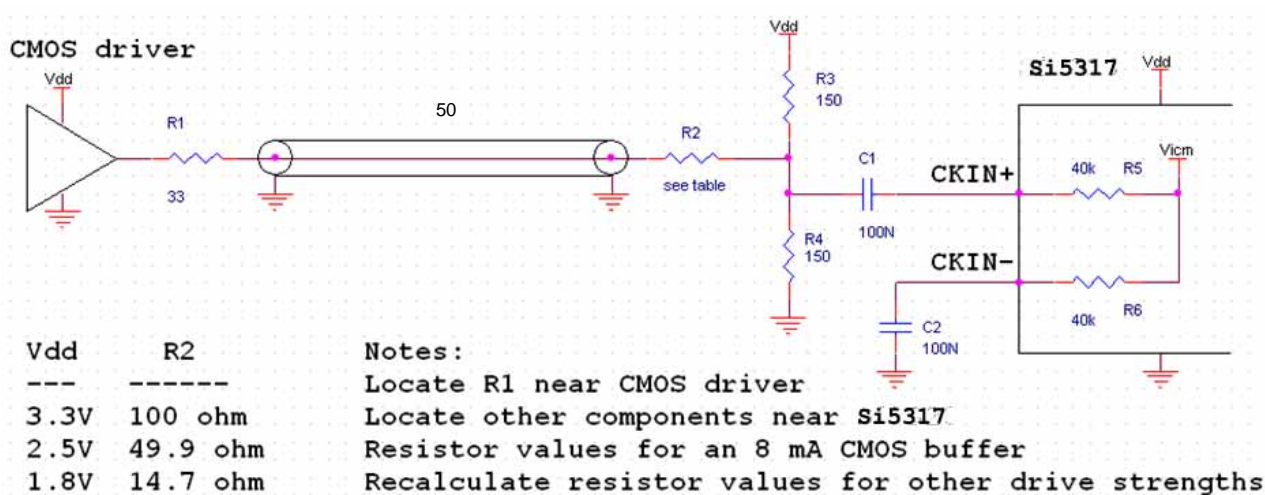 CMOS driver
Vdd
R1
33
50
R2
see table
Vdd
R3
150
R4
150
C1
100N
CKIN+
CKIN-
C2
100N
Si5317
Vdd
Vicm
40k R5
40k R6
Vdd R2
--- ------
3.3V 100 ohm
2.5V 49.9 ohm
1.8V 14.7 ohm
Notes:
Locate R1 near CMOS driver
Locate other components near Si5317
Resistor values for an 8 mA CMOS buffer
Recalculate resistor values for other drive strengths